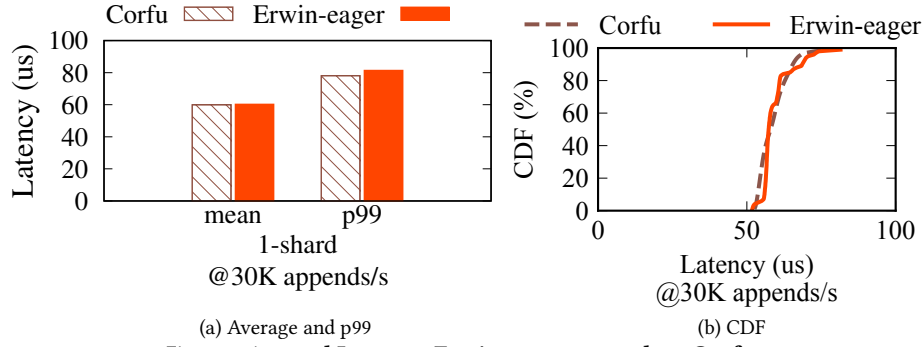 Corfu Erwin-eager
100
80
60
40
20
0
Latency (us)
mean p99
1-shard
@30K appends/s
(a) Average and p99
Corfu Erwin-eager
100
80
60
40
20
0
CDF (%)
0 50 100
Latency (us)
@30K appends/s
(b) CDF